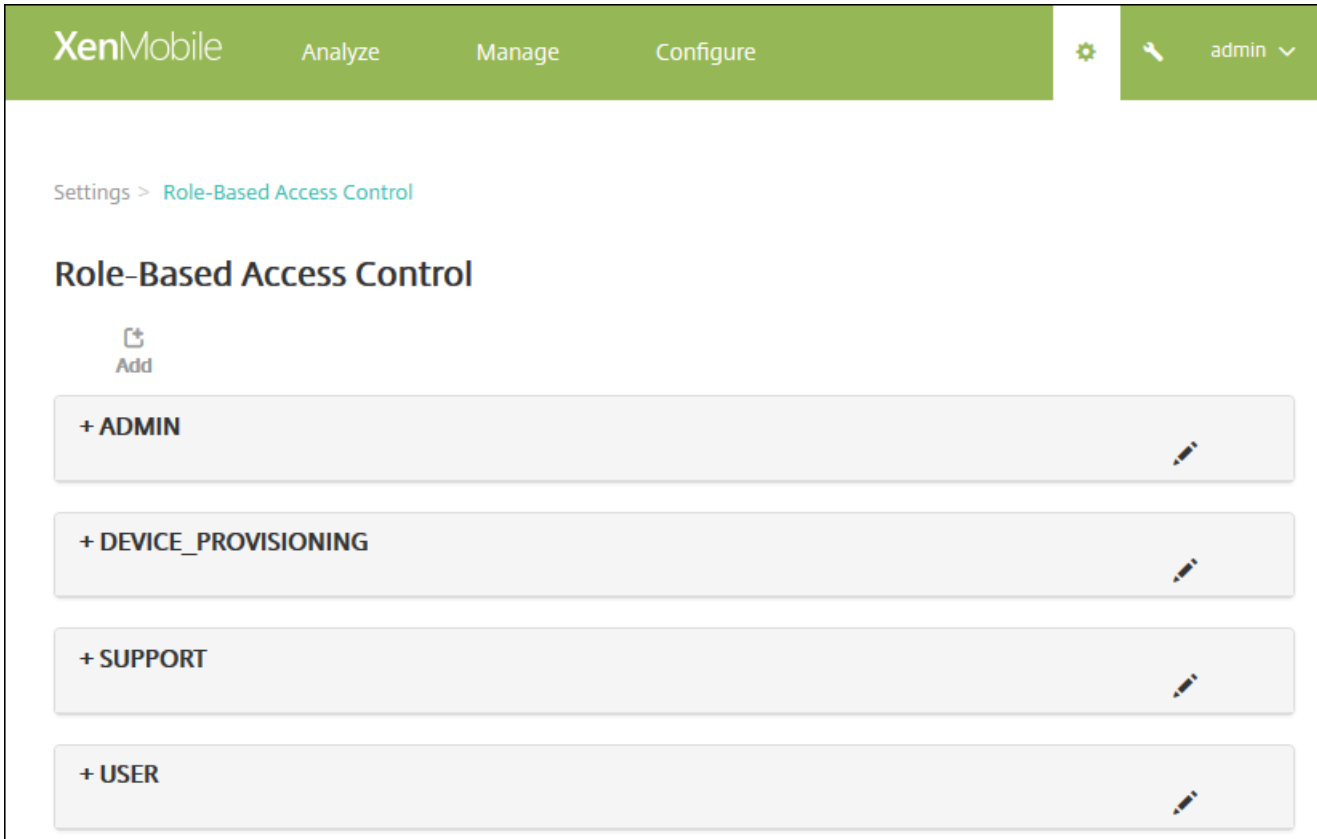 XenMobile Analyze Manage Configure admin
Settings > Role-Based Access Control
Role-Based Access Control
Add
+ ADMIN
+ DEVICE_PROVISIONING
+ SUPPORT
+ USER